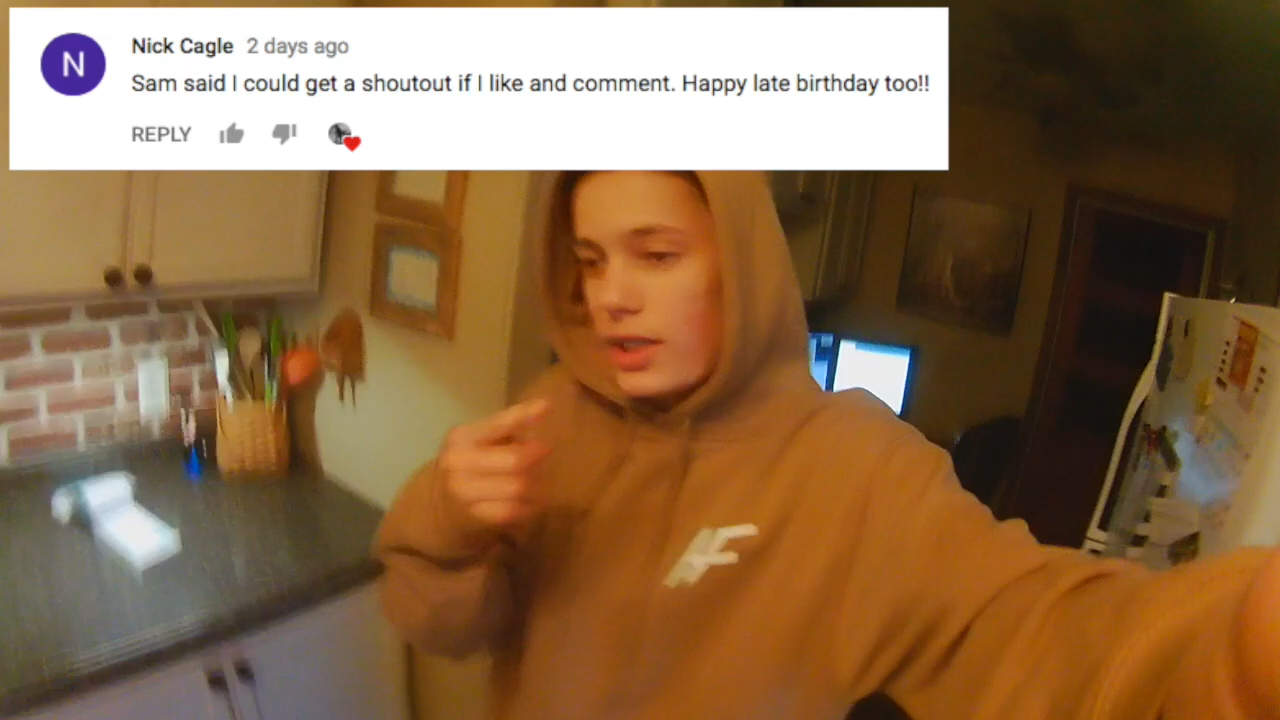 N
Nick Cagle 2 days ago
Sam said I could get a shoutout if I like and comment. Happy late birthday too!!
REPLY
AF